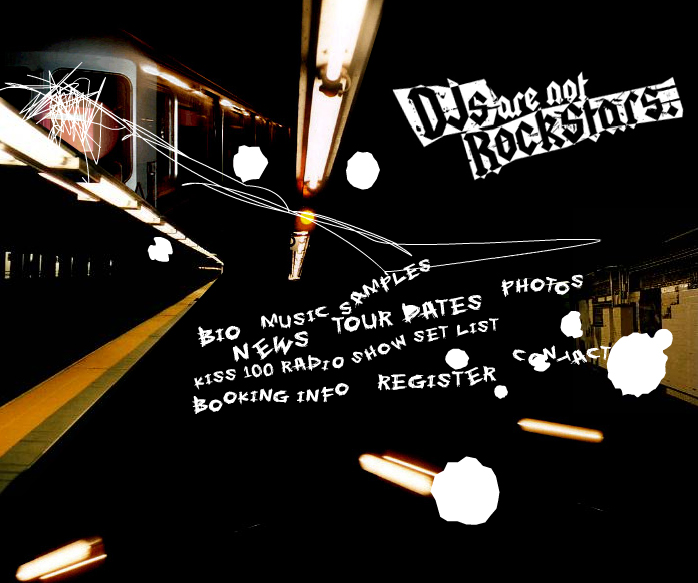 DJs are not
Rockstars.
BIO
MUSIC SAMPLES
PHOTOS
NEWS
TOUR DATES
KISS 100 RADIO SHOW SET LIST
CONTACT
BOOKING INFO
REGISTER